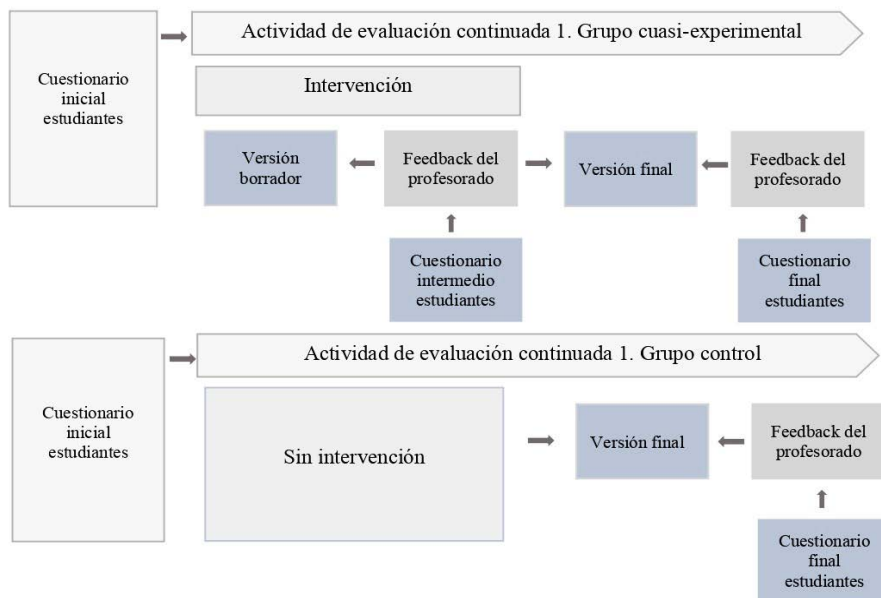 Cuestionario
inicial
estudiantes
Actividad de evaluación continuada 1. Grupo cuasi-experimental
Intervención
Versión
borrador
Feedback del
profesorado
Versión final
Feedback del
profesorado
Cuestionario
intermedio
estudiantes
Cuestionario
final
estudiantes
Cuestionario
inicial
estudiantes
Actividad de evaluación continuada 1. Grupo control
Sin intervención
Versión final
Feedback del
profesorado
Cuestionario
final
estudiantes